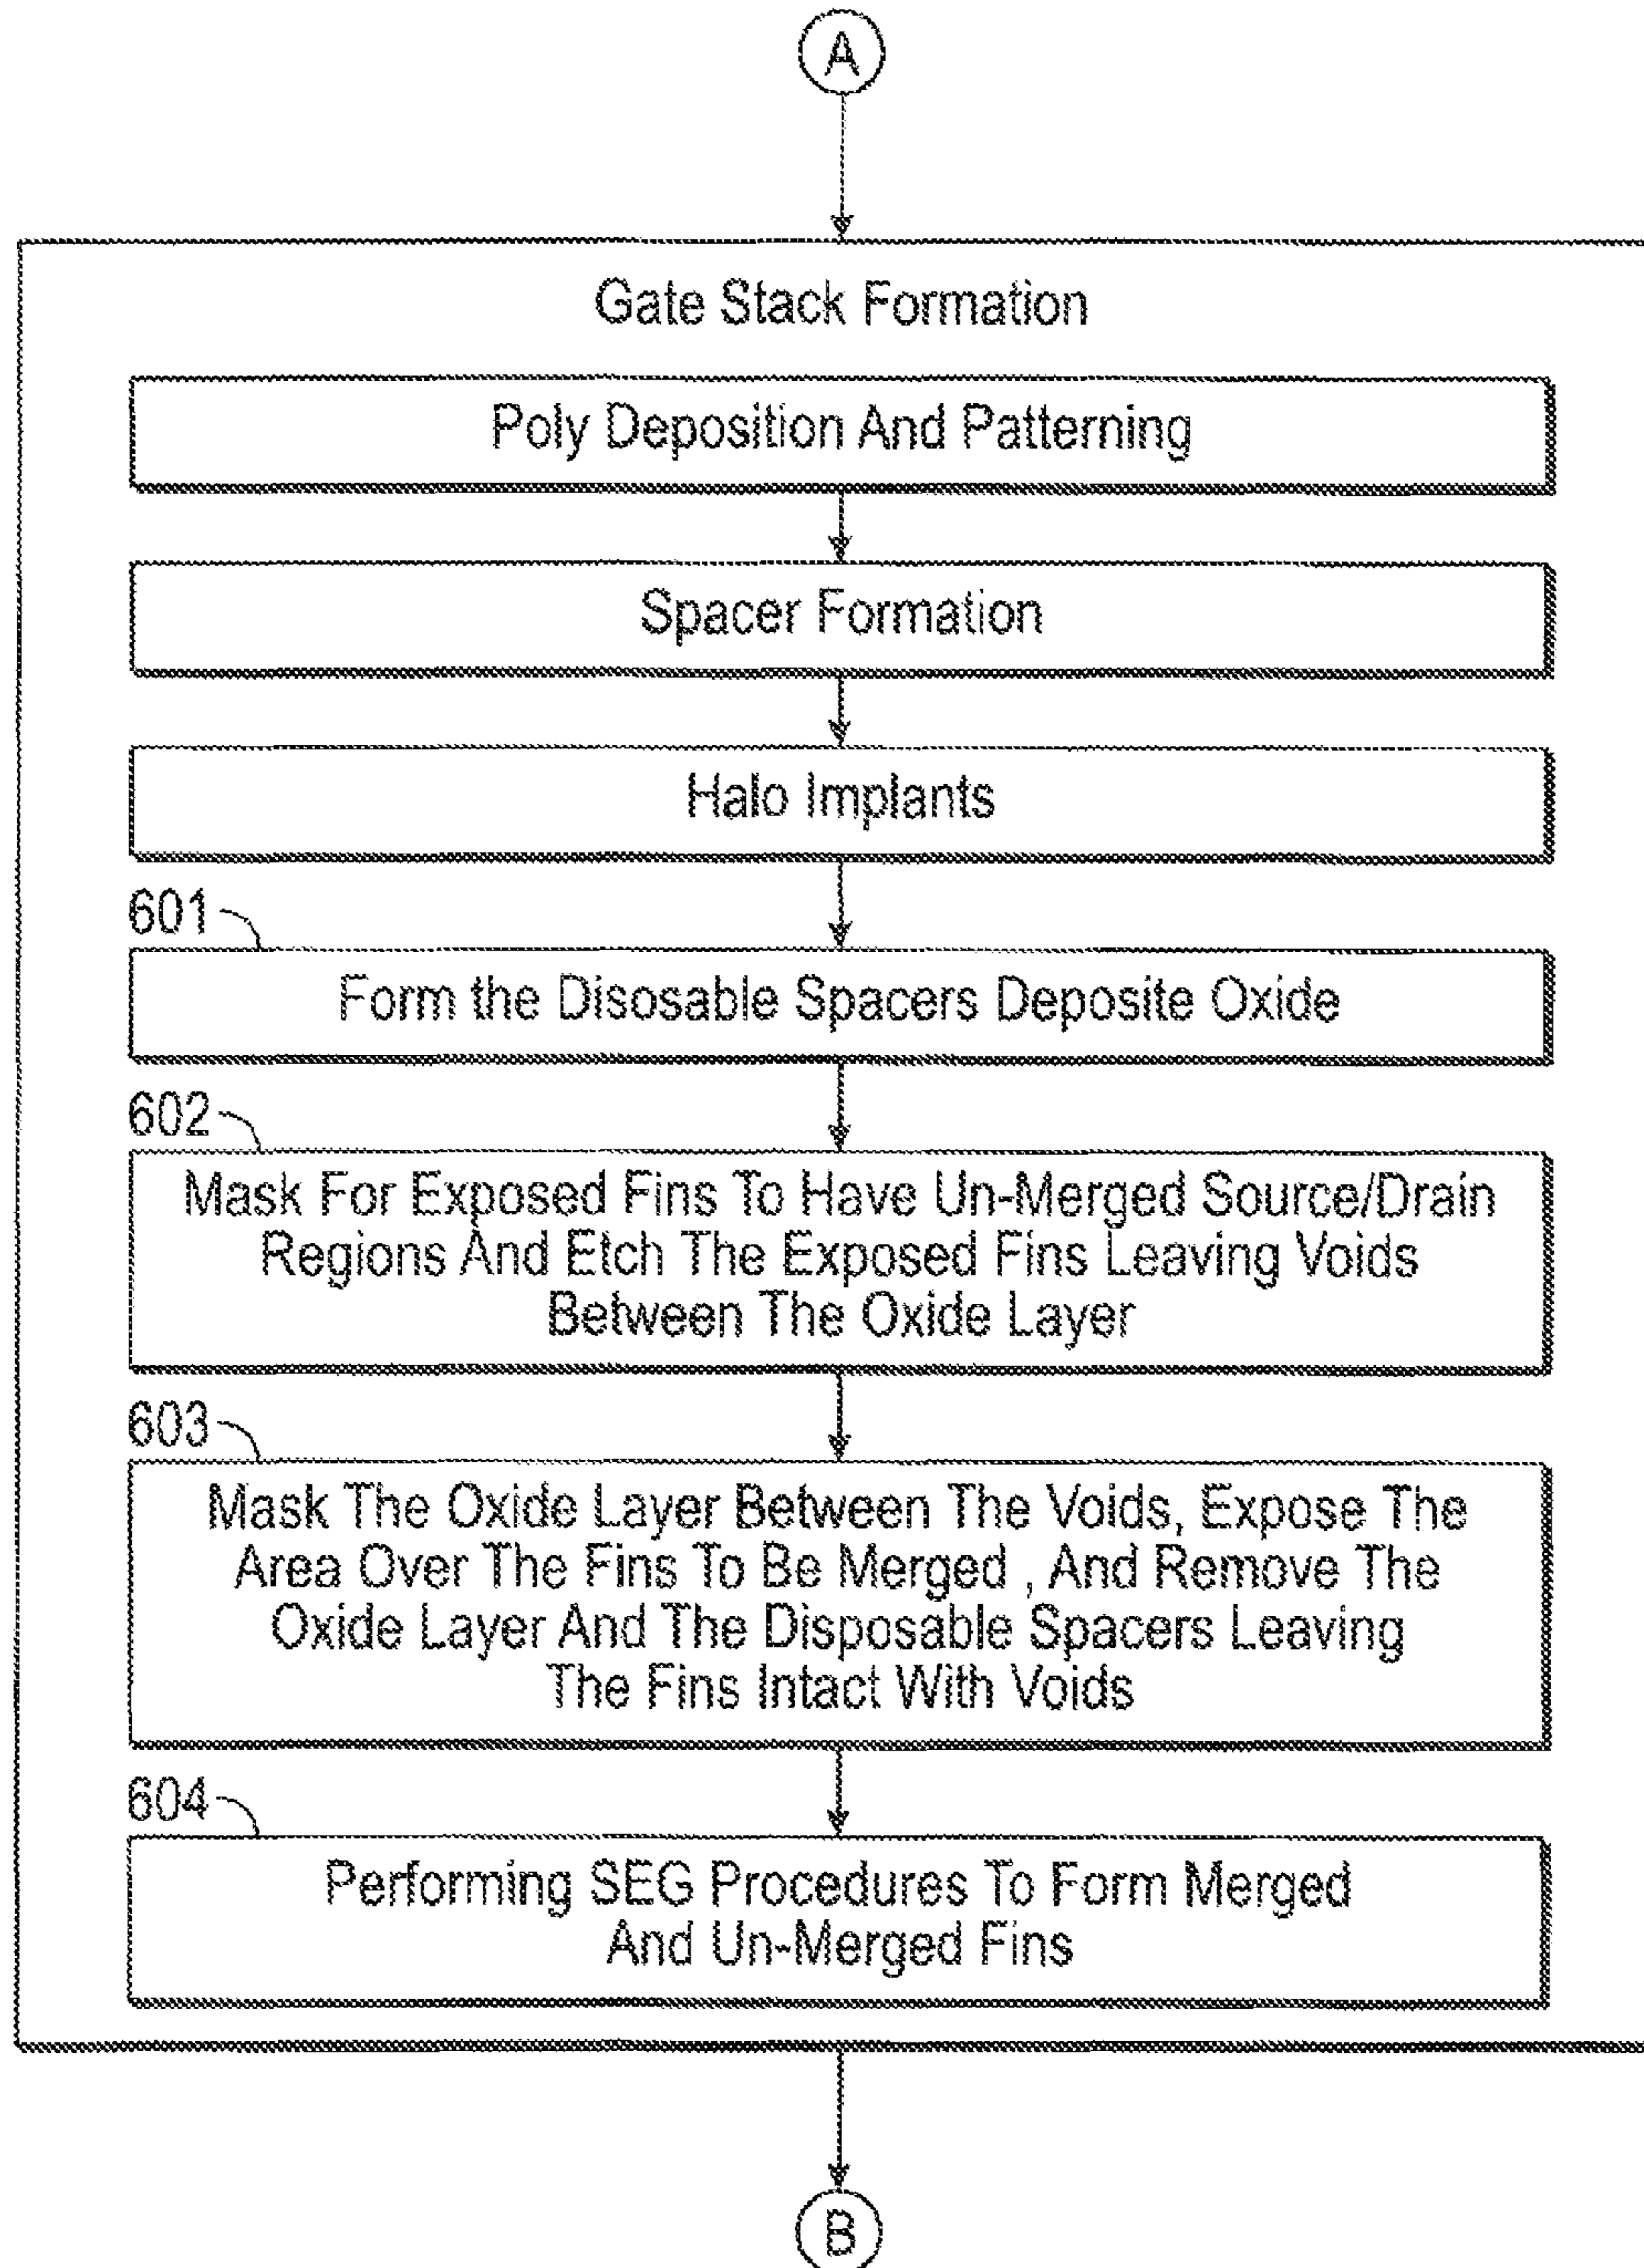 A
Gate Stack Formation
Poly Deposition And Patterning
Spacer Formation
Halo Implants
601
Form the Disosable Spacers Deposite Oxide
602
Mask For Exposed Fins To Have Un-Merged Source/Drain
Regions And Etch The Exposed Fins Leaving Voids
Between The Oxide Layer
603
Mask The Oxide Layer Between The Voids, Expose The
Area Over The Fins To Be Merged , And Remove The
Oxide Layer And The Disposable Spacers Leaving
The Fins Intact With Voids
604
Performing SEG Procedures To Form Merged
And Un-Merged Fins
B